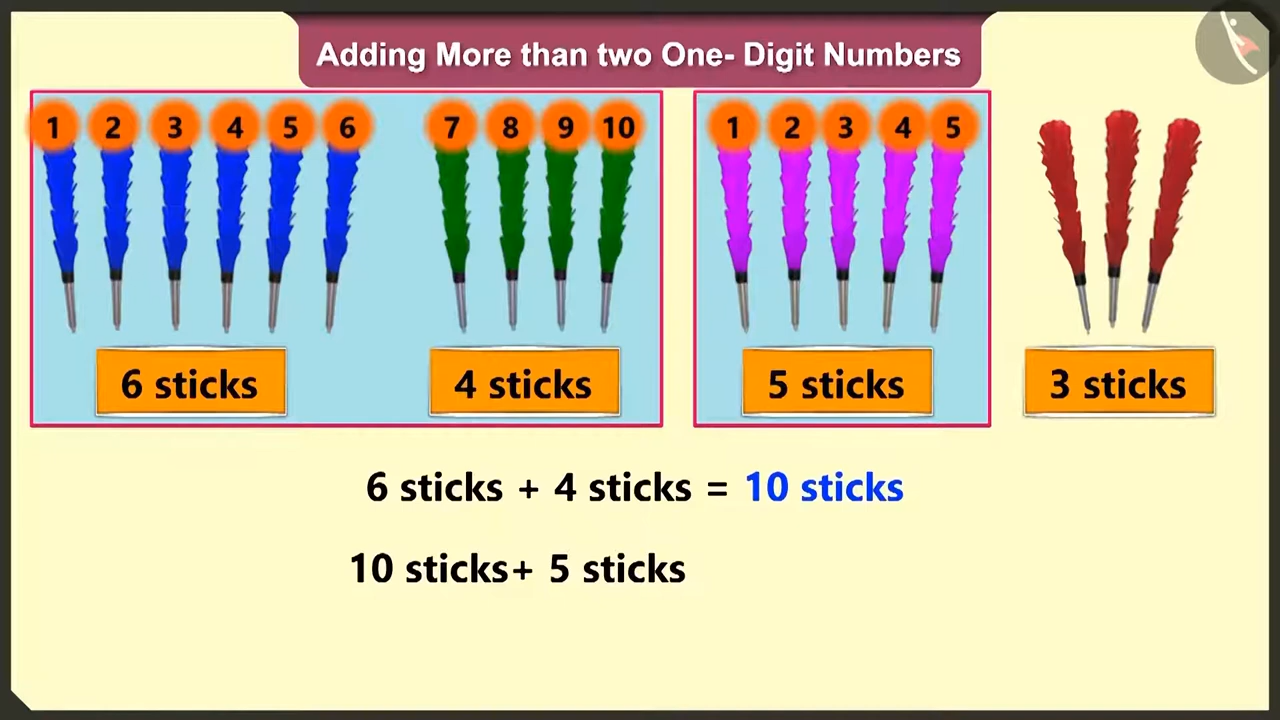 Adding More than two One- Digit Numbers
1 2 3 4 5 6 7 8 9 10 1 2 3 4 5
6 sticks 4 sticks 5 sticks 3 sticks
6 sticks + 4 sticks = 10 sticks
10 sticks+ 5 sticks